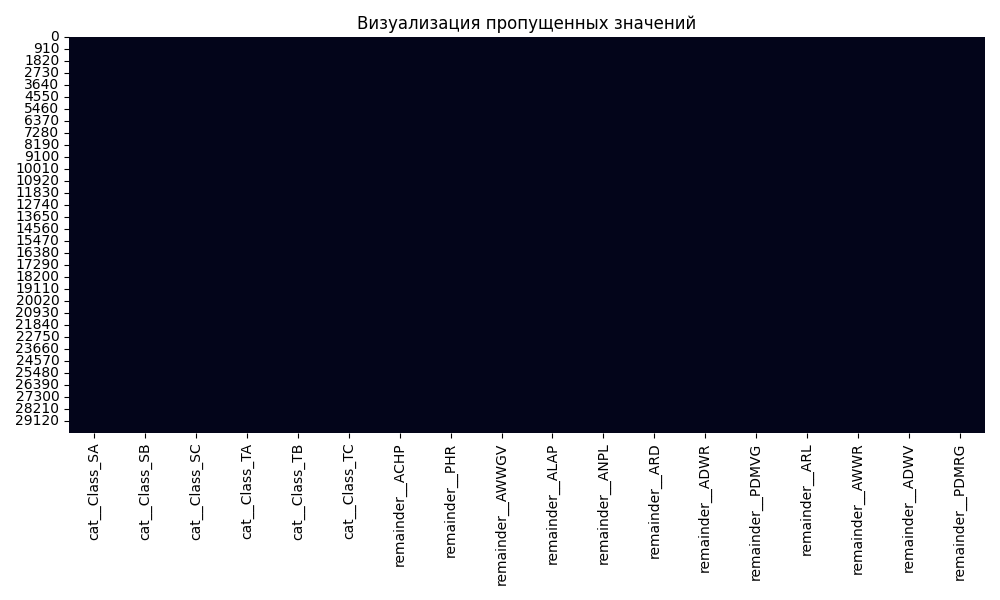 Визуализация пропущенных значений
0
910
1820
2730
3640
4550
5460
6370
7280
8190
9100
10010
10920
11830
12740
13650
14560
15470
16380
17290
18200
19110
20020
20930
21840
22750
23660
24570
25480
26390
27300
28210
29120
cat__Class_SA
cat__Class_SB
cat__Class_SC
cat__Class_TA
cat__Class_TB
cat__Class_TC
remainder__ACHP
remainder__PHR
remainder__AWWGV
remainder__ALAP
remainder__ANPL
remainder__ARD
remainder__ADWR
remainder__PDMVG
remainder__ARL
remainder__AWWR
remainder__ADWV
remainder__PDMRG